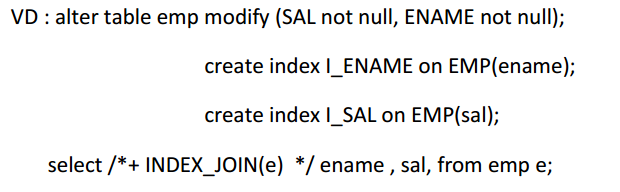 VD : alter table emp modify (SAL not null, ENAME not null);
create index I_ENAME on EMP(ename);
create index I_SAL on EMP(sal);
select /*+ INDEX_JOIN(e)  */ ename , sal, from emp e;